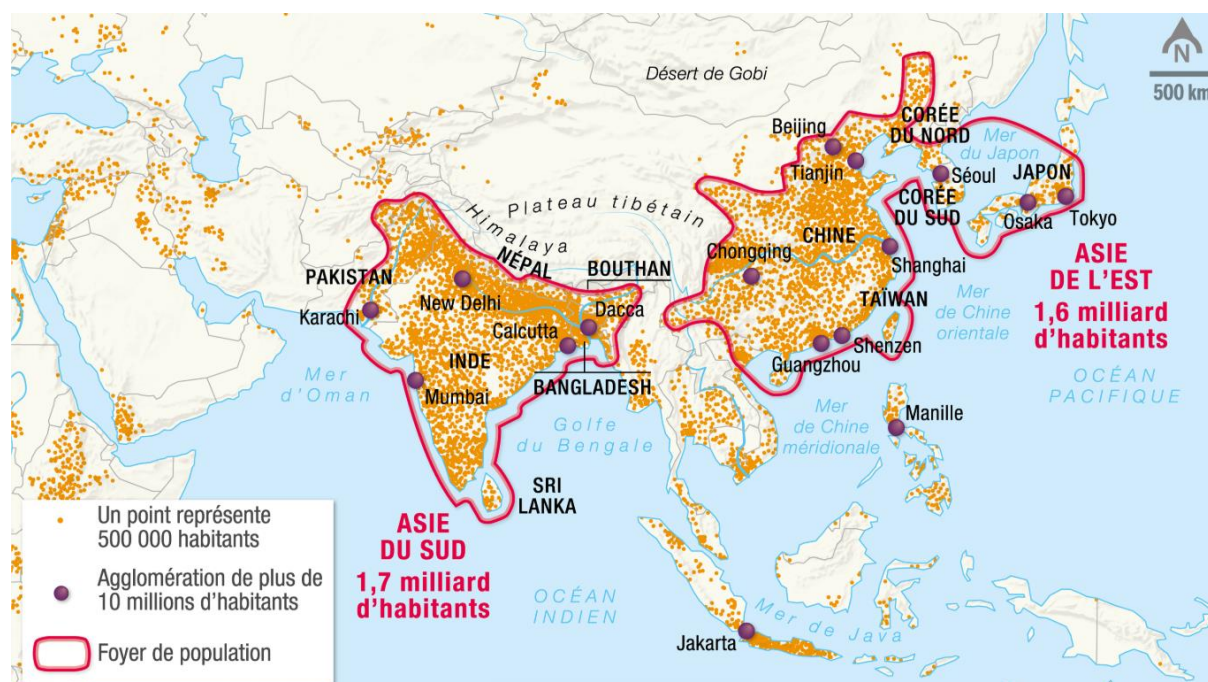 N
500 km
Désert de Gobi
CORÉE
DU NORD
Mer
du Japon
Beijing
Tianjin
Séoul
JAPON
CORÉE
DU SUD
Osaka
Tokyo
Plateau tibétain
Himalaya
NÉPAL
CHINE
Chongqing
Shanghai
BOUTHAN
PAKISTAN
New Delhi
Dacca
Karachi
Calcutta
TAÏWAN
Mer
de Chine
orientale
ASIE
DE L'EST
1,6 milliard
d'habitants
Shenzen
Guangzhou
INDE
BANGLADESH
Mumbai
Mer
d'Oman
Golfe
du Bengale
Mer
de Chine
méridionale
Manille
OCÉAN
PACIFIQUE
SRI
LANKA
ASIE
DU SUD
1,7 milliard
d'habitants
OCÉAN
INDIEN
Mer de Java
Jakarta
Un point représente
500 000 habitants
Agglomération de plus de
10 millions d'habitants
Foyer de population